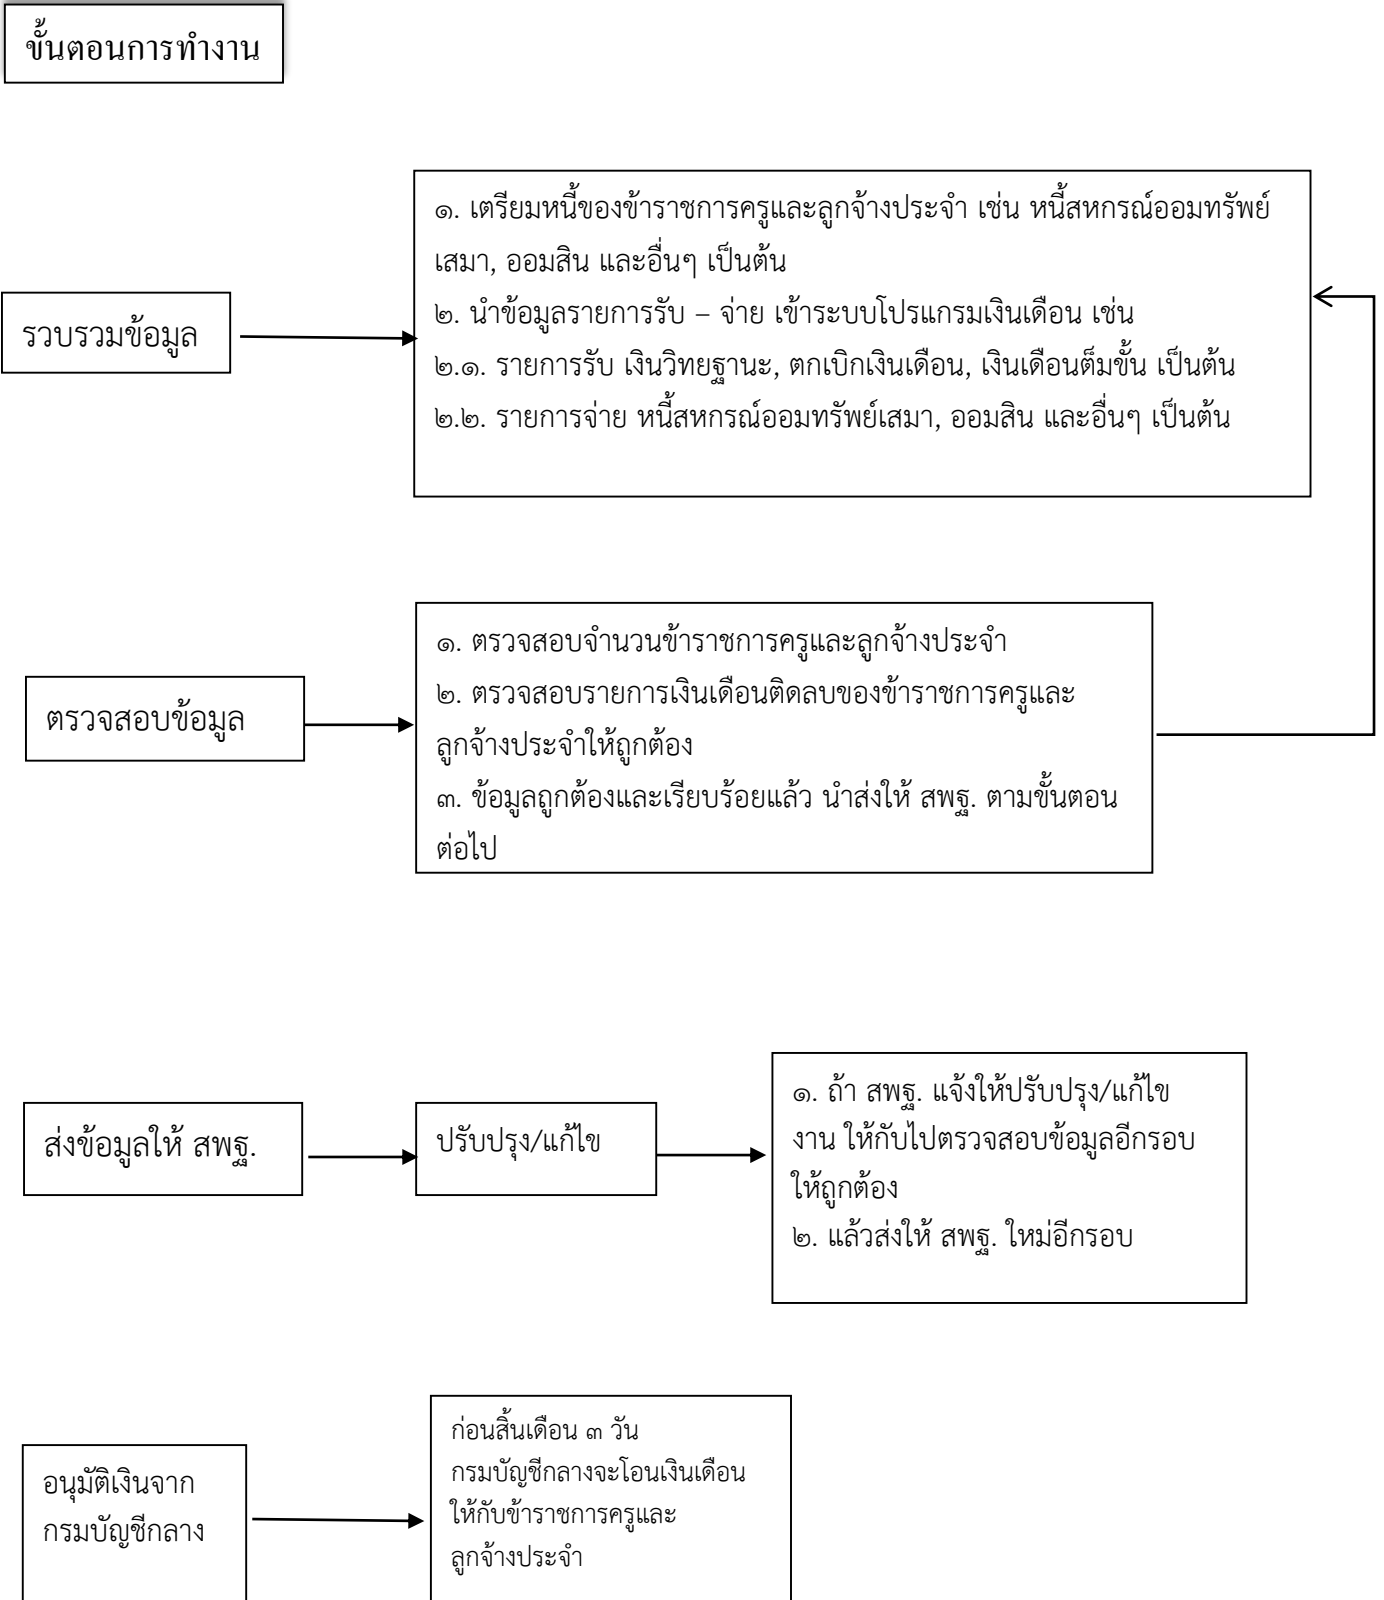 ขั้นตอนการทำงาน
๑. เตรียมหนี้ของข้าราชการครูและลูกจ้างประจำ เช่น หนี้สหกรณ์ออมทรัพย์
เสมา, ออมสิน และอื่นๆ เป็นต้น
๒. นำข้อมูลรายการรับ – จ่าย เข้าระบบโปรแกรมเงินเดือน เช่น
๒.๑. รายการรับ เงินวิทยฐานะ, ตกเบิกเงินเดือน, เงินเดือนต็มขั้น เป็นต้น
๒.๒. รายการจ่าย หนี้สหกรณ์ออมทรัพย์เสมา, ออมสิน และอื่นๆ เป็นต้น
รวบรวมข้อมูล
๑. ตรวจสอบจำนวนข้าราชการครูและลูกจ้างประจำ
๒. ตรวจสอบรายการเงินเดือนติดลบของข้าราชการครูและ
ลูกจ้างประจำให้ถูกต้อง
๓. ข้อมูลถูกต้องและเรียบร้อยแล้ว นำส่งให้ สพฐ. ตามขั้นตอน
ต่อไป
ตรวจสอบข้อมูล
ส่งข้อมูลให้ สพฐ.
ปรับปรุง/แก้ไข
๑. ถ้า สพฐ. แจ้งให้ปรับปรุง/แก้ไข
งาน ให้กับไปตรวจสอบข้อมูลอีกรอบ
ให้ถูกต้อง
๒. แล้วส่งให้ สพฐ. ใหม่อีกรอบ
อนุมัติเงินจาก
กรมบัญชีกลาง
ก่อนสิ้นเดือน ๓ วัน
กรมบัญชีกลางจะโอนเงินเดือน
ให้กับข้าราชการครูและ
ลูกจ้างประจำ